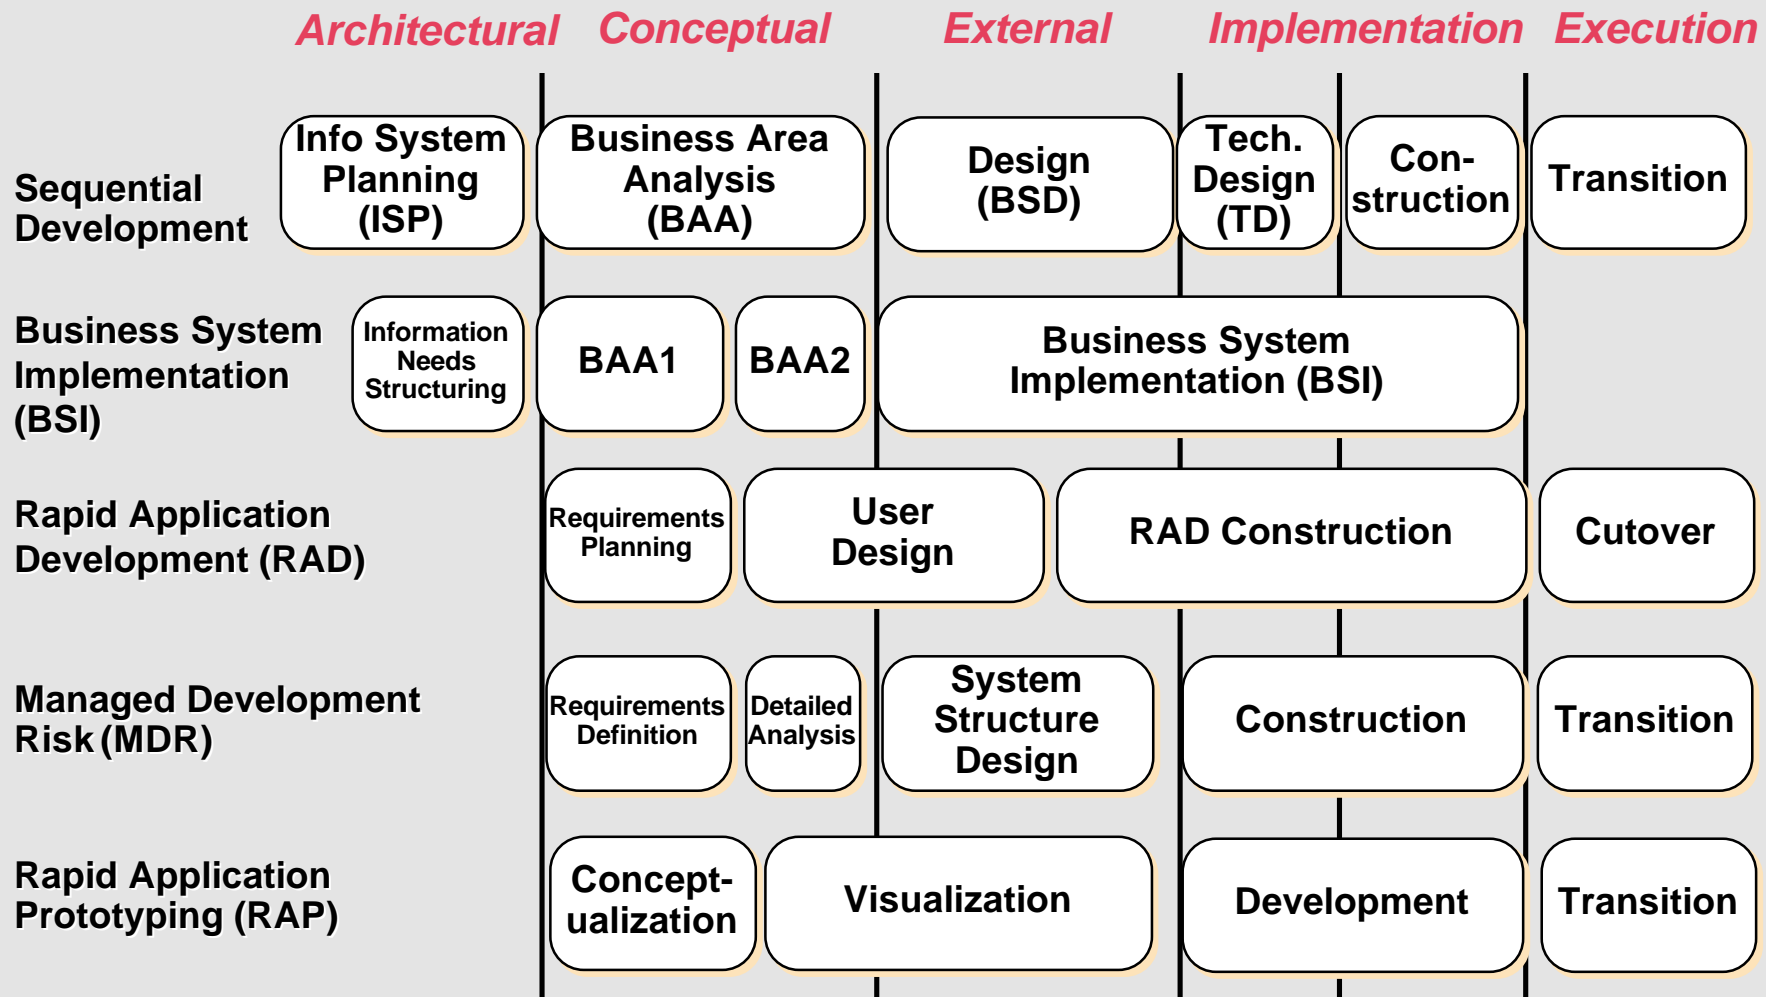 Architectural Conceptual External Implementation Execution
Sequential
Development
Info System
Planning
(ISP)
Business Area
Analysis
(BAA)
Design
(BSD)
Tech.
Design
(TD)
Con-
struction
Transition
Business System
Implementation
(BSI)
Information
Needs
Structuring
BAA1
BAA2
Business System
Implementation (BSI)
Rapid Application
Development (RAD)
Requirements
Planning
User
Design
RAD Construction
Cutover
Managed Development
Risk (MDR)
Requirements
Definition
Detailed
Analysis
System
Structure
Design
Construction
Transition
Rapid Application
Prototyping (RAP)
Concept-
ualization
Visualization
Development
Transition